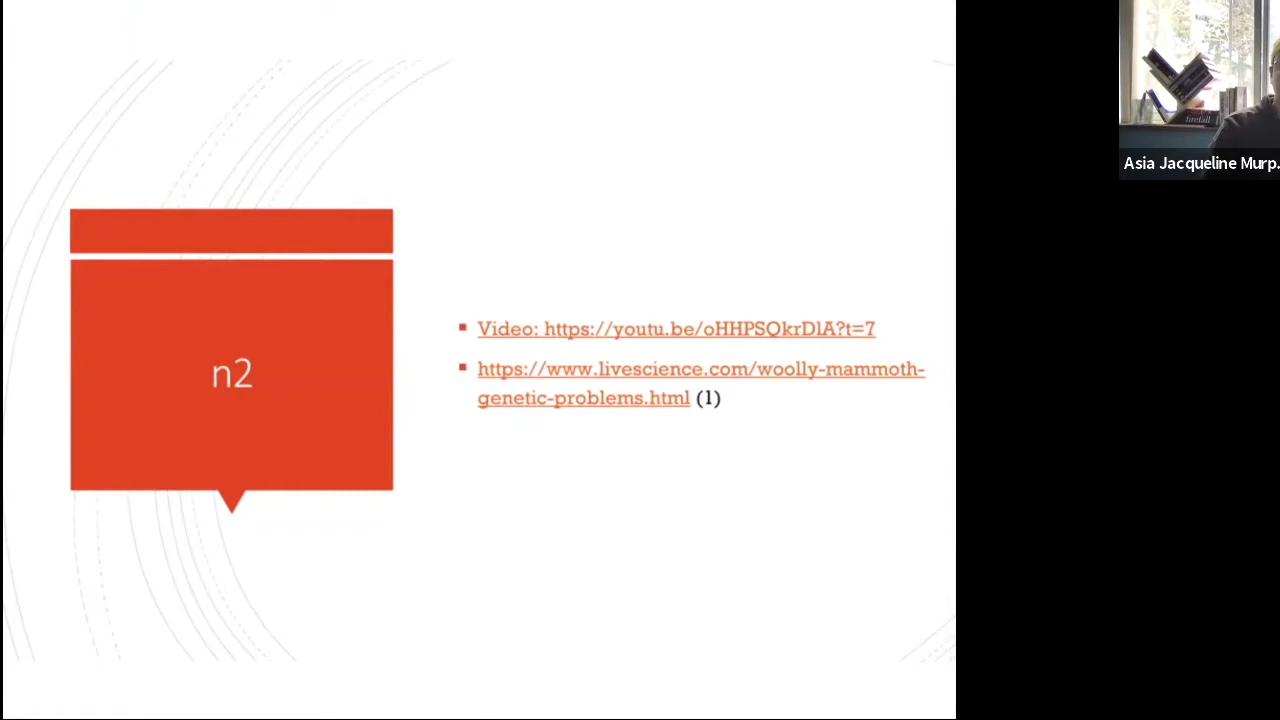 n2
Video: https://youtu.be/oHHPSQkrDlA?t=7
https://www.livescience.com/woolly-mammoth-
genetic-problems.html (1)
firefall
Asia Jacqueline Murp.